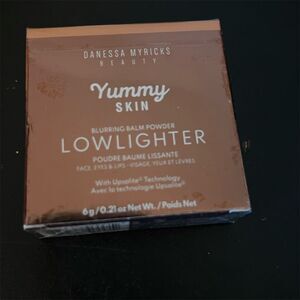 DANESSA MYRICKS
BEAUTY
Yummy
SKIN
BLURRING BALM POWDER
LOWLIGHTER
POUDRE BAUME LISSANTE
FACE, EYES & LIPS - VISAGE, YEUX ET LÈVRES
With Upsalite® Technology
Avec la technologie Upsalite®
6g / 0.21 oz Net Wt. / Poids Net